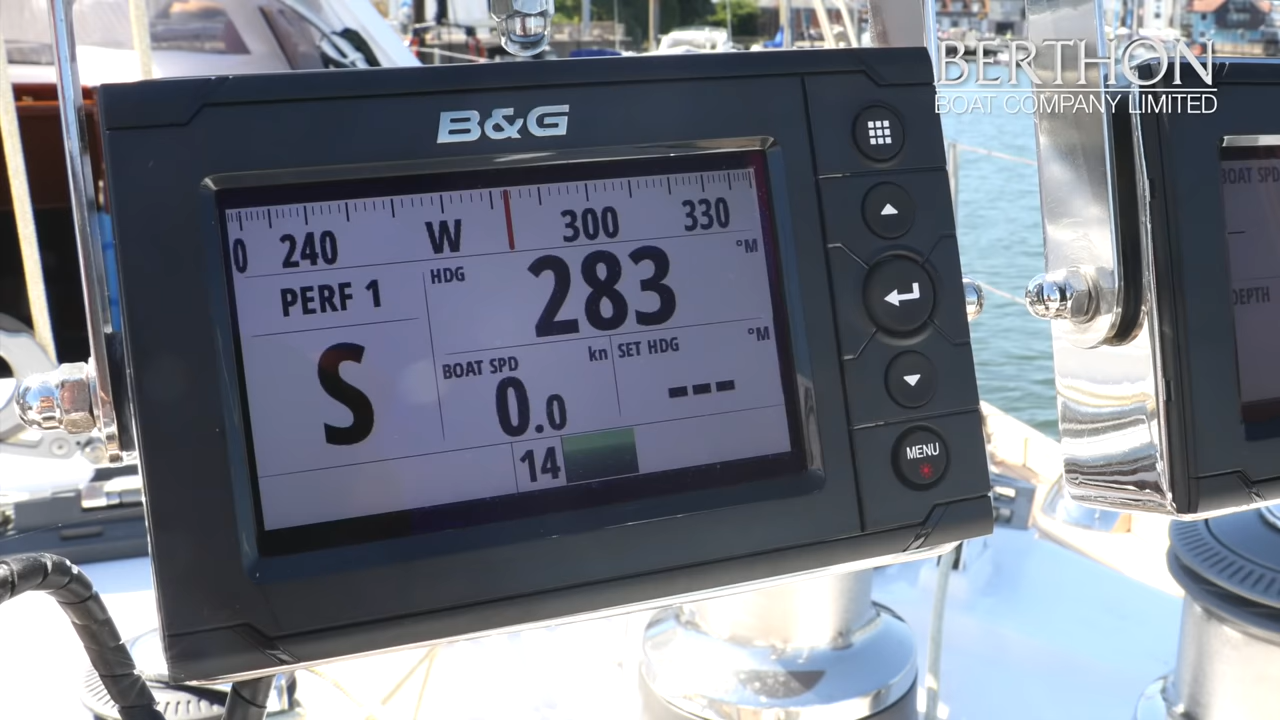 BERTHON
BOAT COMPANY LIMITED
B&G
0 240 W 300 330
PERF 1
HDG
283
°M
S
BOAT SPD
kn
0.0
SET HDG
°M
---
14
MENU
BOAT SPD
DEPTH